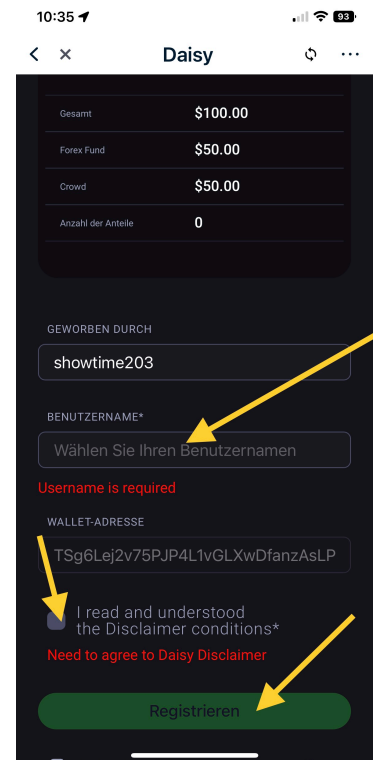 10:35
93
Daisy
Gesamt $100.00
Forex Fund $50.00
Crowd $50.00
Anzahl der Anteile 0
GEWORBEN DURCH
showtime203
BENUTZERNAME*
Wählen Sie Ihren Benutzernamen
Username is required
WALLET-ADRESSE
TSg6Lej2v75PJP4L1vGLXwDfanzAsLP
I read and understood
the Disclaimer conditions*
Need to agree to Daisy Disclaimer
Registrieren